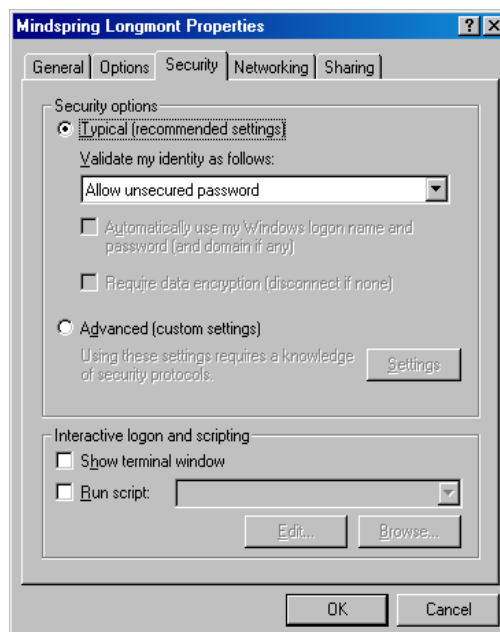 Mindspring Longmont Properties
General Options Security Networking Sharing
Security options
Typical (recommended settings)
Validate my identity as follows:
Allow unsecured password
Automatically use my Windows logon name and
password (and domain if any)
Require data encryption (disconnect if none)
Advanced (custom settings)
Using these settings requires a knowledge
of security protocols.
Settings
Interactive logon and scripting
Show terminal window
Run script:
Edit... Browse...
OK Cancel